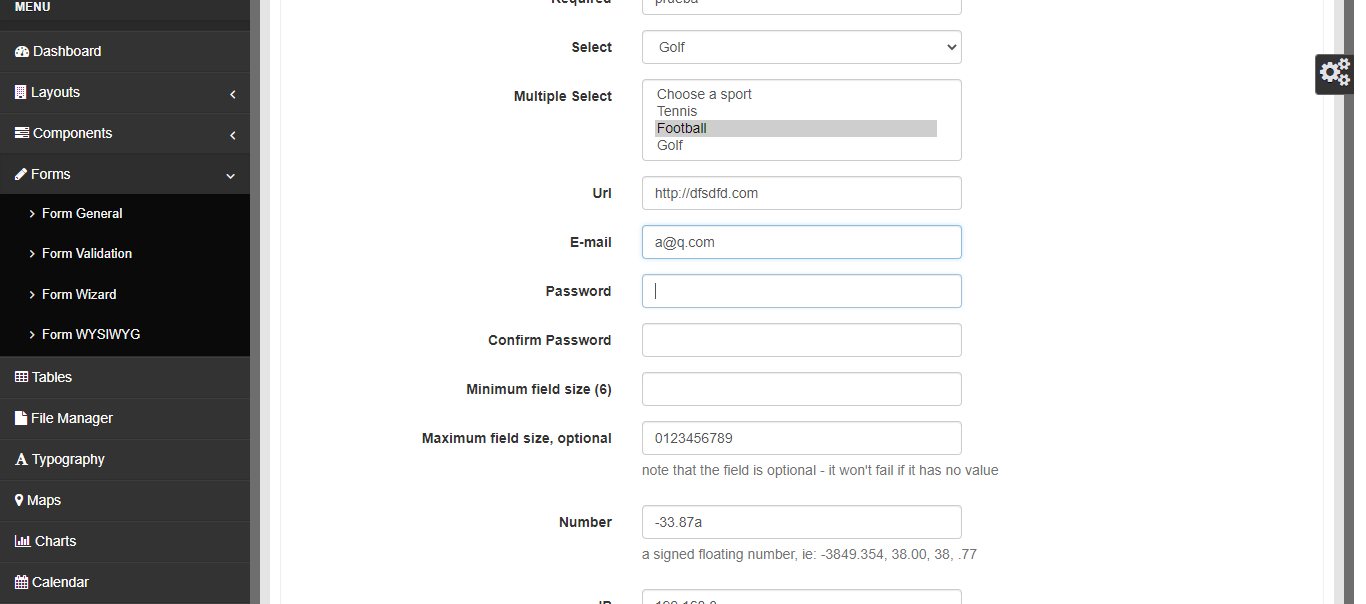 MENU
Dashboard
Layouts
Components
Forms
Form General
Form Validation
Form Wizard
Form WYSIWYG
Tables
File Manager
Typography
Maps
Charts
Calendar
Required prueba
Select Golf
Multiple Select Choose a sport
Tennis
Football
Golf
Url http://dfsdfd.com
E-mail a@q.com
Password
Confirm Password
Minimum field size (6)
Maximum field size, optional 0123456789
note that the field is optional - it won't fail if it has no value
Number -33.87a
a signed floating number, ie: -3849.354, 38.00, 38, .77
IP